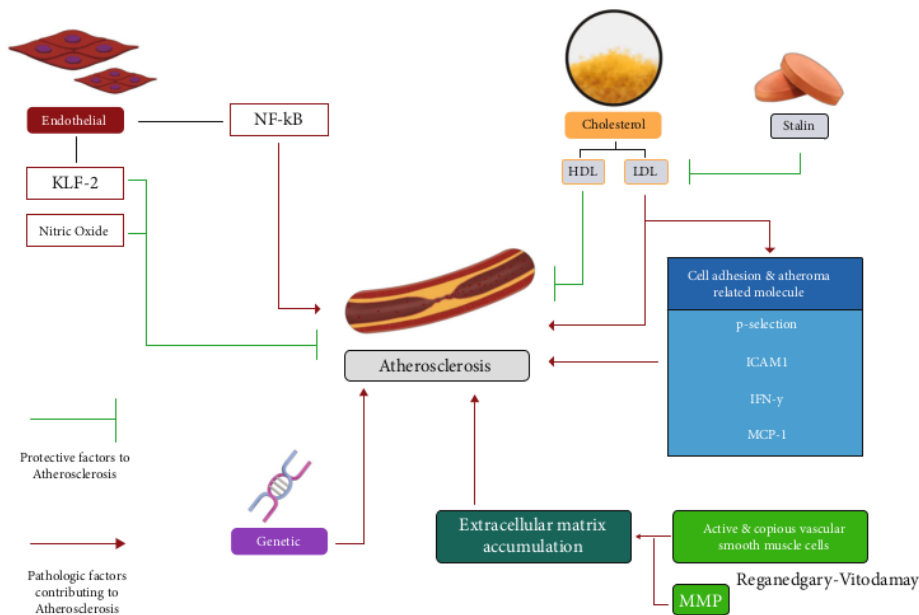 Endothelial
NF-kB
Cholesterol
Stalin
KLF-2
HDL
LDL
Nitric Oxide
Cell adhesion & atheroma
related molecule
p-selection
ICAM1
IFN-y
MCP-1
Atherosclerosis
Protective factors to
Atherosclerosis
Genetic
Extracellular matrix
accumulation
Active & copious vascular
smooth muscle cells
Pathologic factors
contributing to
Atherosclerosis
MMP
Reganedgary-Vitodamay